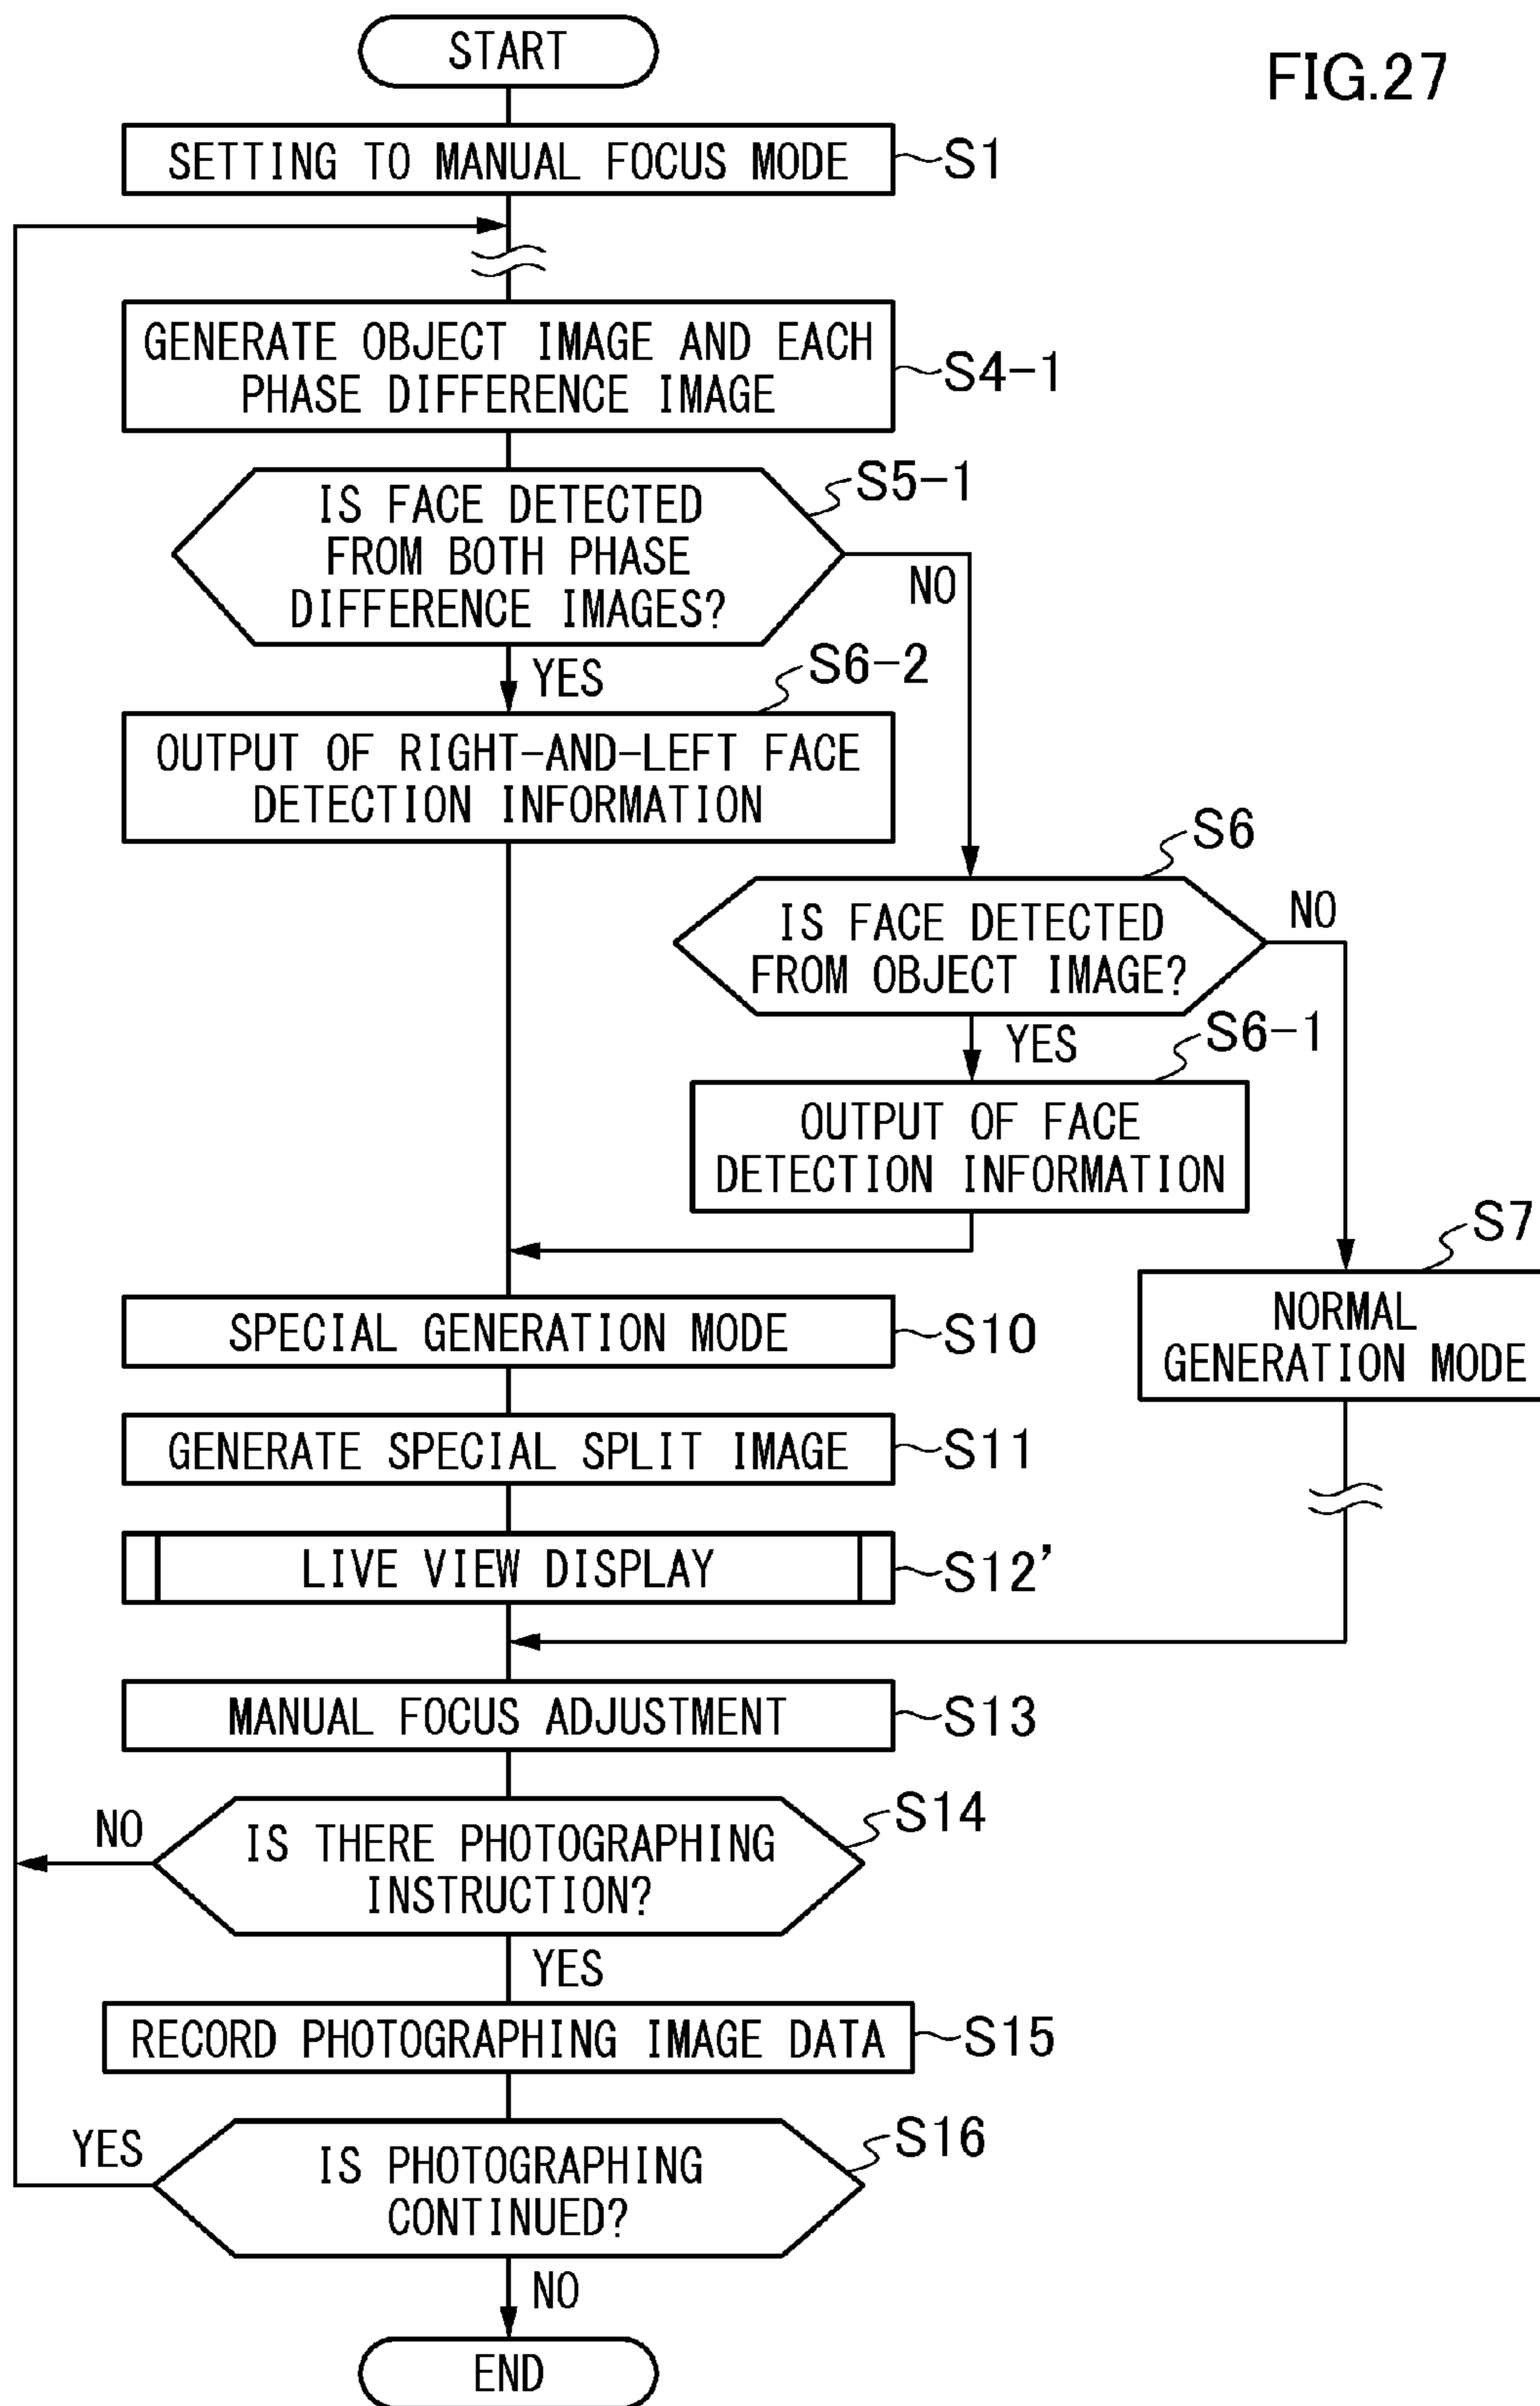 START
FIG.27
SETTING TO MANUAL FOCUS MODE
S1
GENERATE OBJECT IMAGE AND EACH
PHASE DIFFERENCE IMAGE
S4-1
IS FACE DETECTED
FROM BOTH PHASE
DIFFERENCE IMAGES?
S5-1
NO
YES
S6-2
OUTPUT OF RIGHT-AND-LEFT FACE
DETECTION INFORMATION
S6
IS FACE DETECTED
FROM OBJECT IMAGE?
NO
YES
S6-1
OUTPUT OF FACE
DETECTION INFORMATION
S7
NORMAL
GENERATION MODE
SPECIAL GENERATION MODE
S10
GENERATE SPECIAL SPLIT IMAGE
S11
LIVE VIEW DISPLAY
S12'
MANUAL FOCUS ADJUSTMENT
S13
NO
IS THERE PHOTOGRAPHING
INSTRUCTION?
S14
YES
RECORD PHOTOGRAPHING IMAGE DATA
S15
YES
IS PHOTOGRAPHING
CONTINUED?
S16
NO
END